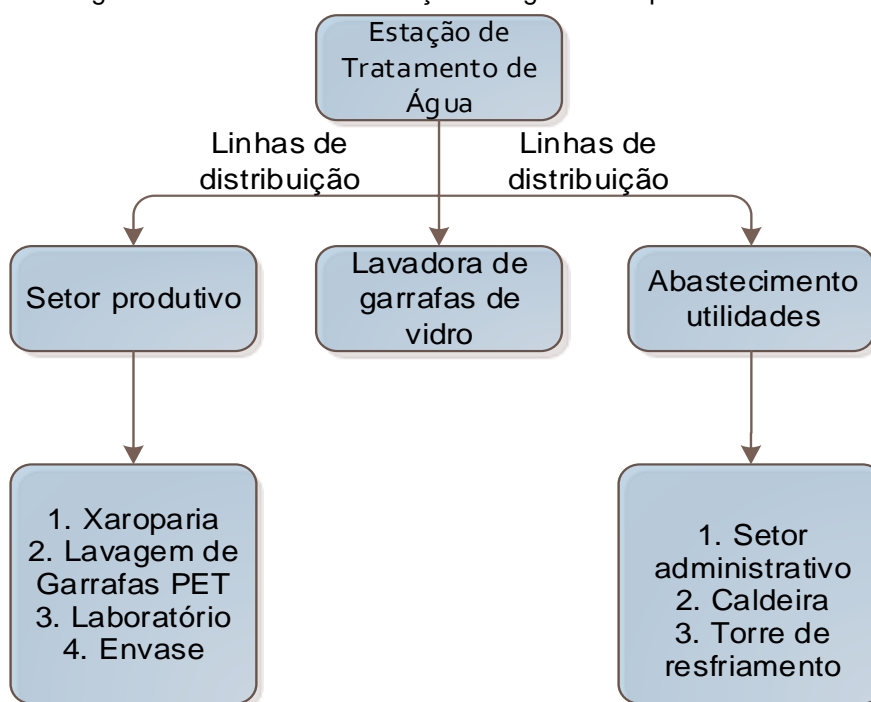 Estação de
Tratamento de
Água
Linhas de
distribuição
Linhas de
distribuição
Setor produtivo
Lavadora de
garrafas de
vidro
Abastecimento
utilidades
1. Xaroparia
2. Lavagem de
Garrafas PET
3. Laboratório
4. Envase
1. Setor
administrativo
2. Caldeira
3. Torre de
resfriamento